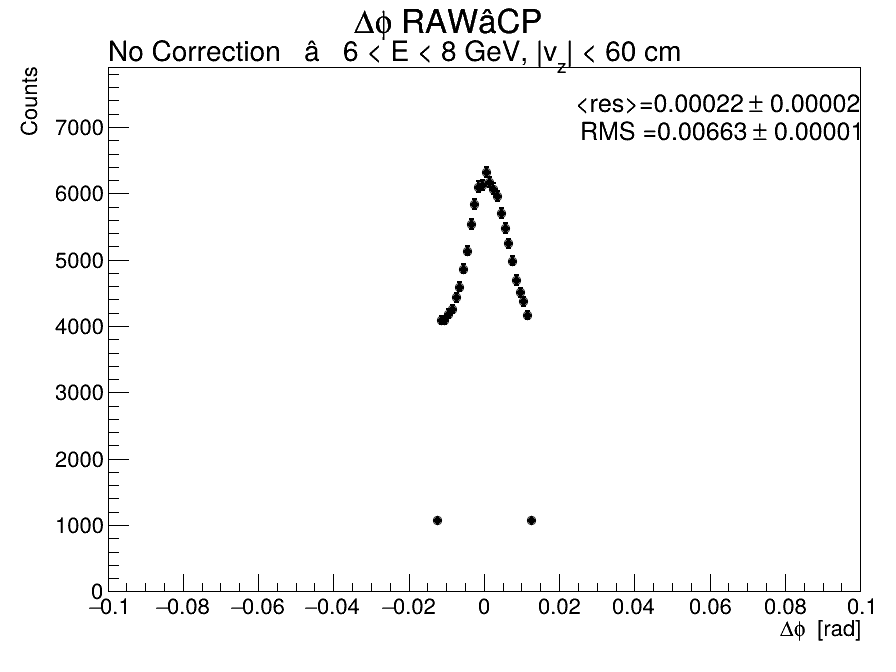 Δϕ RAWâCP
No Correction â 6 < E < 8 GeV, |v_z| < 60 cm
Counts
<res>=0.00022 ± 0.00002
RMS =0.00663 ± 0.00001
7000
6000
5000
4000
3000
2000
1000
0
−0.1 −0.08 −0.06 −0.04 −0.02 0 0.02 0.04 0.06 0.08 0.1
Δϕ [rad]